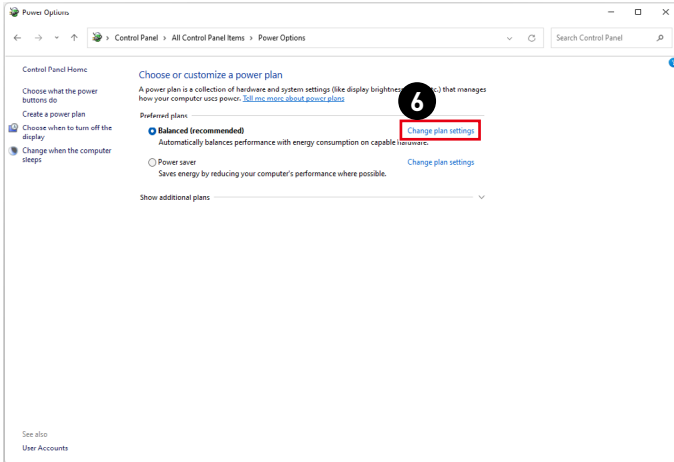 Power Options
Control Panel > All Control Panel Items > Power Options
Search Control Panel
Control Panel Home
Choose what the power
buttons do
Create a power plan
Choose when to turn off the
display
Change when the computer
sleeps
Choose or customize a power plan
A power plan is a collection of hardware and system settings (like display brightness, etc.) that manages
how your computer uses power. Tell me more about power plans
6
Preferred plans
Balanced (recommended)
Change plan settings
Automatically balances performance with energy consumption on capable hardware.
Power saver
Change plan settings
Saves energy by reducing your computer's performance where possible.
Show additional plans
See also
User Accounts